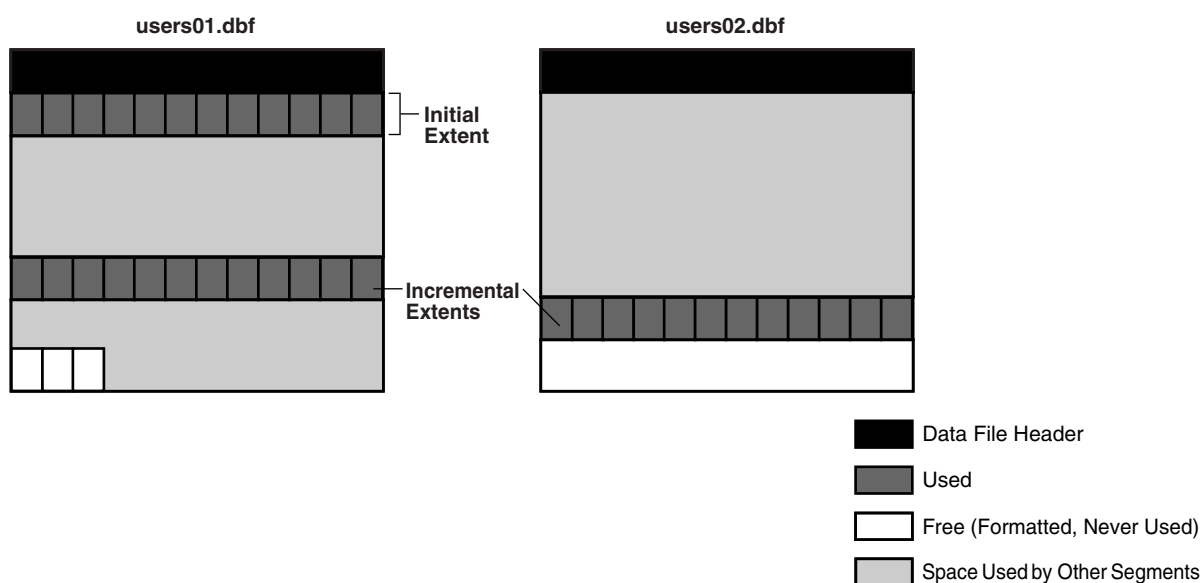 users01.dbf
users02.dbf
Initial
Extent
Incremental
Extents
Data File Header
Used
Free (Formatted, Never Used)
Space Used by Other Segments